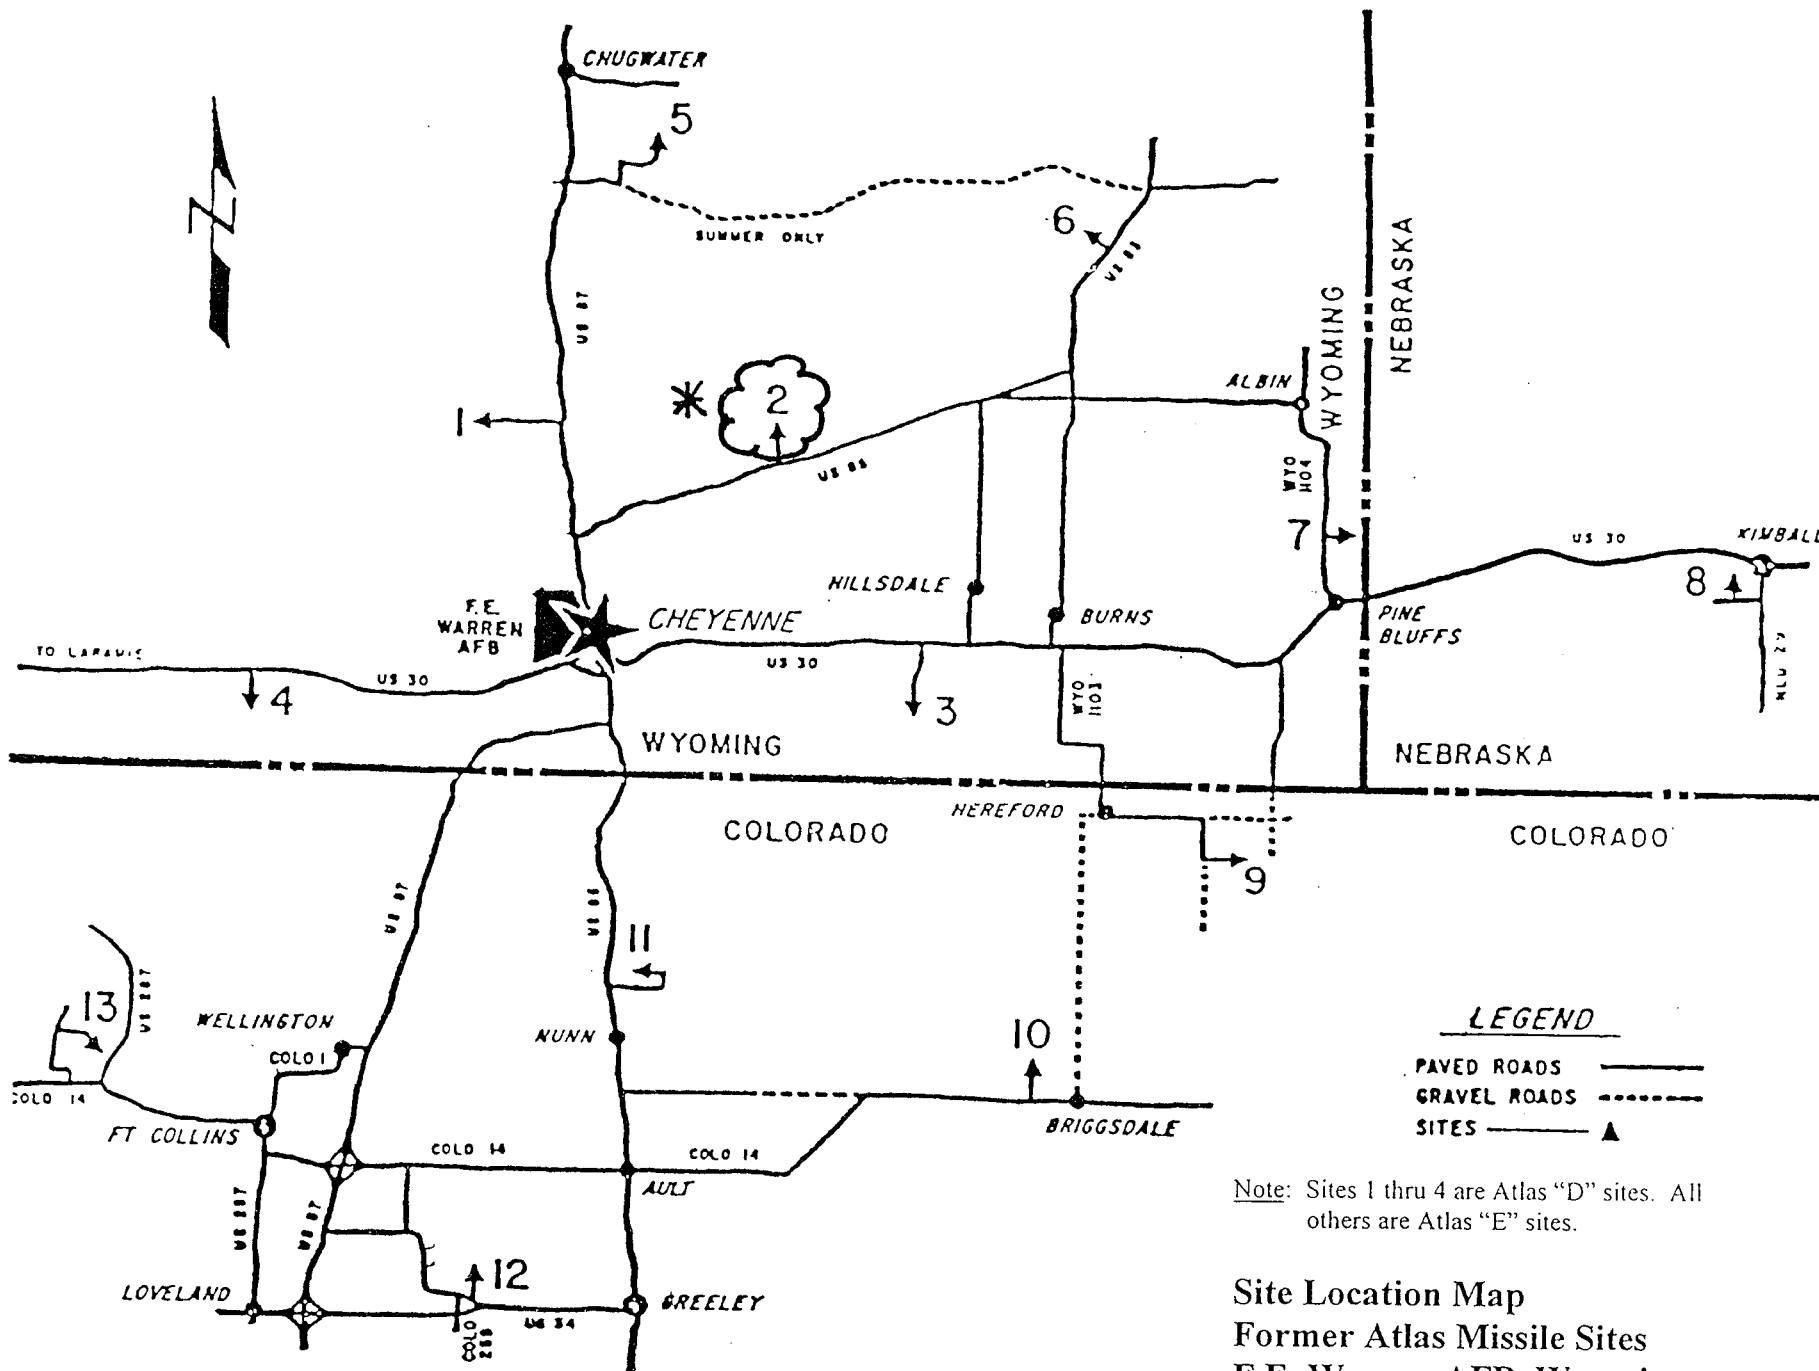 CHUGWATER
5
SUMMER ONLY
6
US 85
US 87
NEBRASKA
WYOMING
ALBIN
1
2
US 85
WYO
1104
7
US 30
KIMBALL
8
HILLSDALE
BURNS
PINE
BLUFFS
F.E.
WARREN
AFB
CHEYENNE
TO LARAMIE
US 30
US 30
4
3
WYO
1103
WYOMING
NEBRASKA
HEREFORD
COLORADO
COLORADO
9
US 87
US 85
11
US 287
13
WELLINGTON
COLO 1
NUNN
10
COLO 14
FT COLLINS
BRIGGSDALE
COLO 14
COLO 14
AULT
US 287
US 87
12
LOVELAND
GREELEY
US 34
COLO
LEGEND
PAVED ROADS
GRAVEL ROADS
SITES
Note: Sites 1 thru 4 are Atlas “D” sites. All
others are Atlas “E” sites.
Site Location Map
Former Atlas Missile Sites